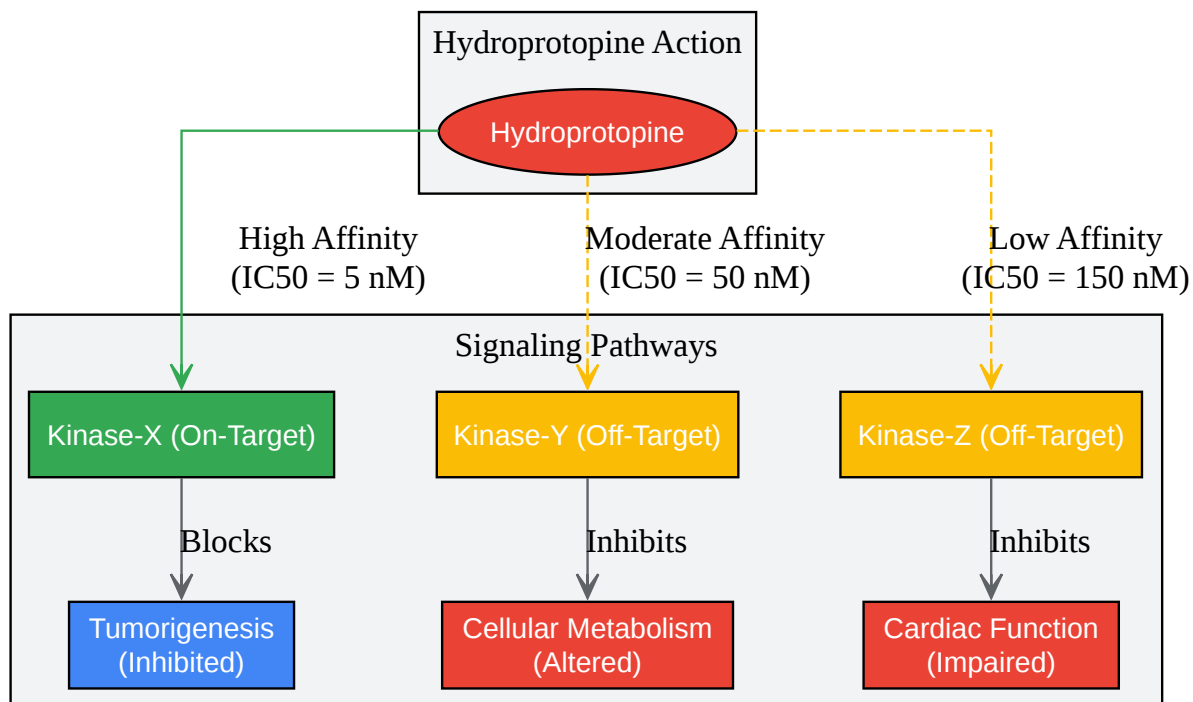 Hydroprotopine Action
Hydroprotopine
High Affinity
(IC50 = 5 nM)
Moderate Affinity
(IC50 = 50 nM)
Low Affinity
(IC50 = 150 nM)
Signaling Pathways
Kinase-X (On-Target)
Kinase-Y (Off-Target)
Kinase-Z (Off-Target)
Blocks
Inhibits
Inhibits
Tumorigenesis
(Inhibited)
Cellular Metabolism
(Altered)
Cardiac Function
(Impaired)